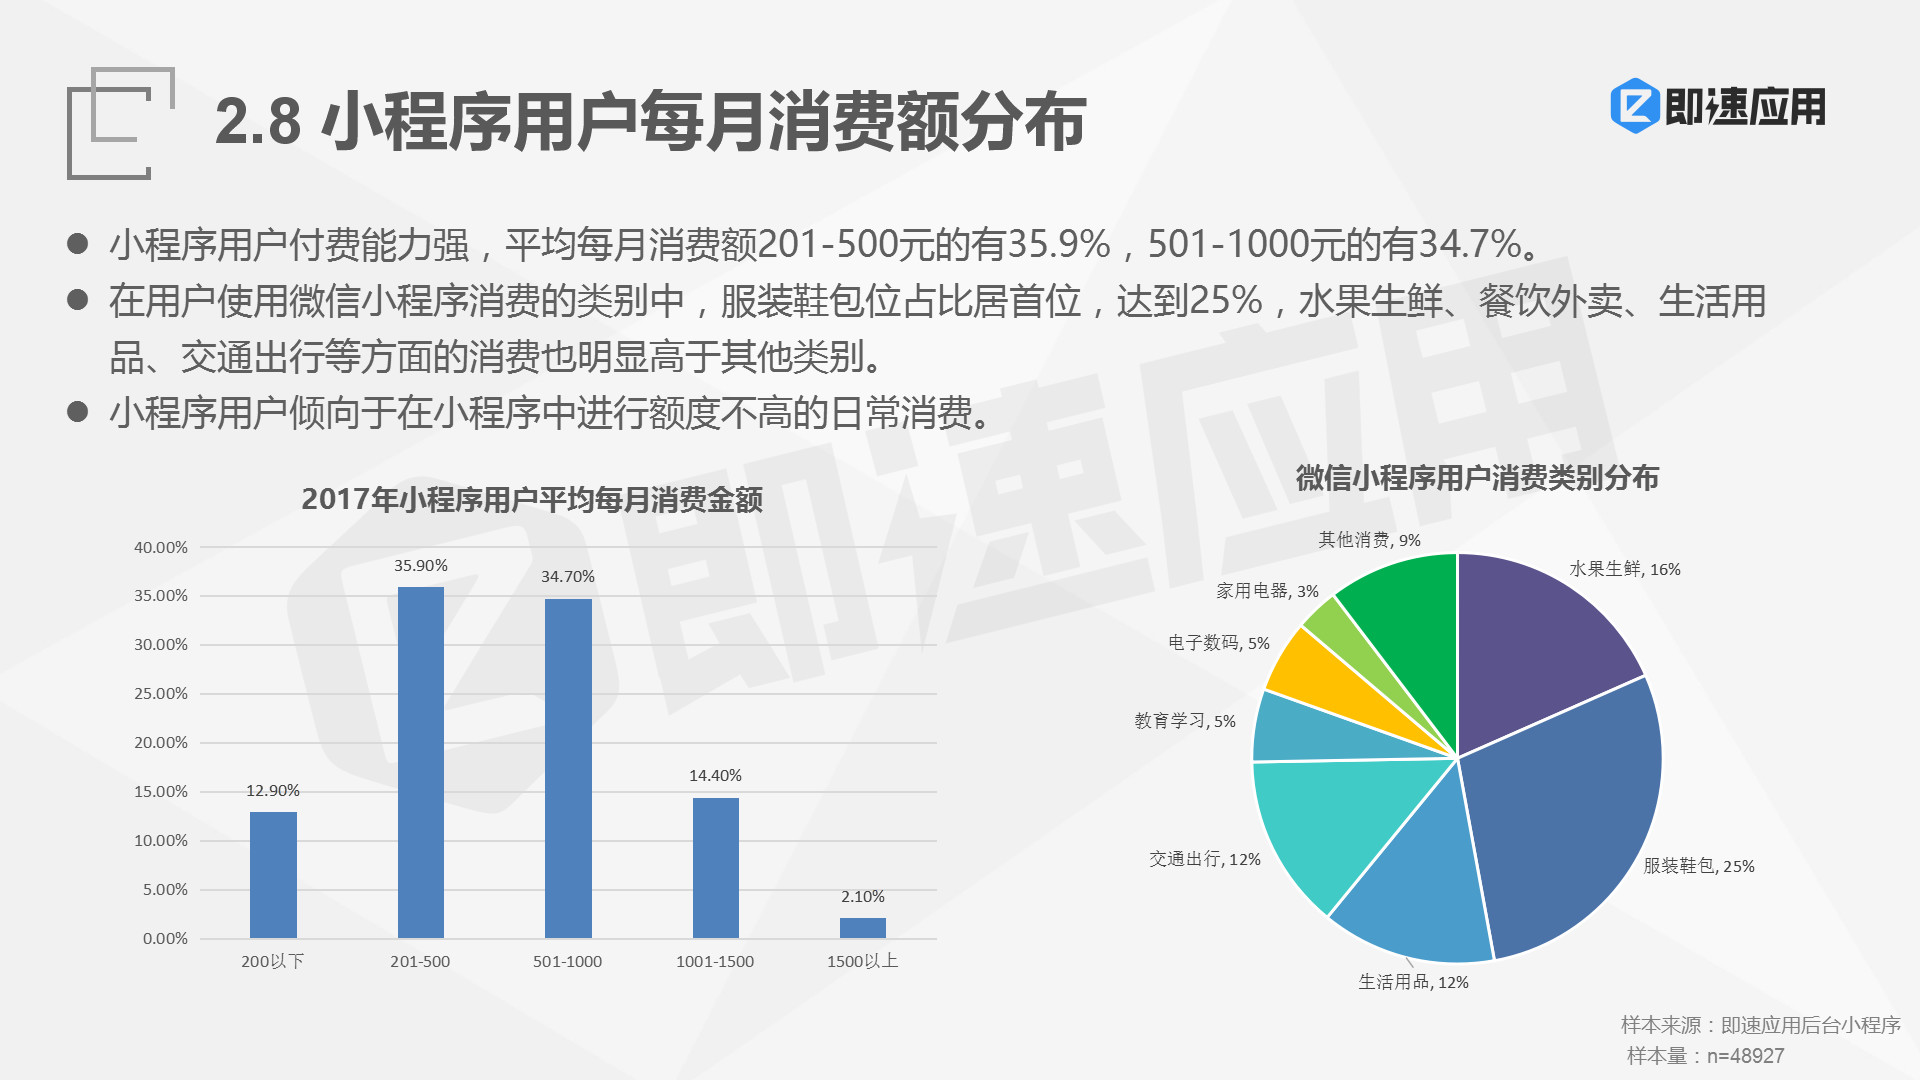 2.8 小程序用户每月消费额分布
即速应用
小程序用户付费能力强，平均每月消费额201-500元的有35.9%，501-1000元的有34.7%。
在用户使用微信小程序消费的类别中，服装鞋包位占比居首位，达到25%，水果生鲜、餐饮外卖、生活用
品、交通出行等方面的消费也明显高于其他类别。
小程序用户倾向于在小程序中进行额度不高的日常消费。
2017年小程序用户平均每月消费金额
40.00%
35.00%
30.00%
25.00%
20.00%
15.00%
10.00%
5.00%
0.00%
12.90%
35.90%
34.70%
14.40%
2.10%
200以下
201-500
501-1000
1001-1500
1500以上
微信小程序用户消费类别分布
其他消费, 9%
水果生鲜, 16%
家用电器, 3%
电子数码, 5%
教育学习, 5%
交通出行, 12%
服装鞋包, 25%
生活用品, 12%
即速应用
样本来源：即速应用后台小程序
样本量：n=48927